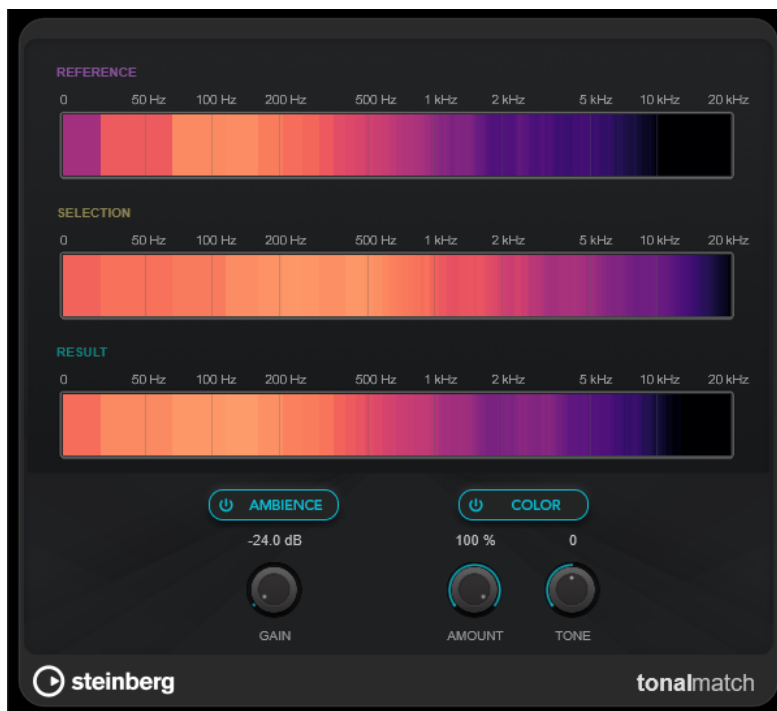 REFERENCE
0 50 Hz 100 Hz 200 Hz 500 Hz 1 kHz 2 kHz 5 kHz 10 kHz 20 kHz
SELECTION
0 50 Hz 100 Hz 200 Hz 500 Hz 1 kHz 2 kHz 5 kHz 10 kHz 20 kHz
RESULT
0 50 Hz 100 Hz 200 Hz 500 Hz 1 kHz 2 kHz 5 kHz 10 kHz 20 kHz
AMBIENCE COLOR
-24.0 dB 100 % 0
GAIN AMOUNT TONE
steinberg tonalmatch